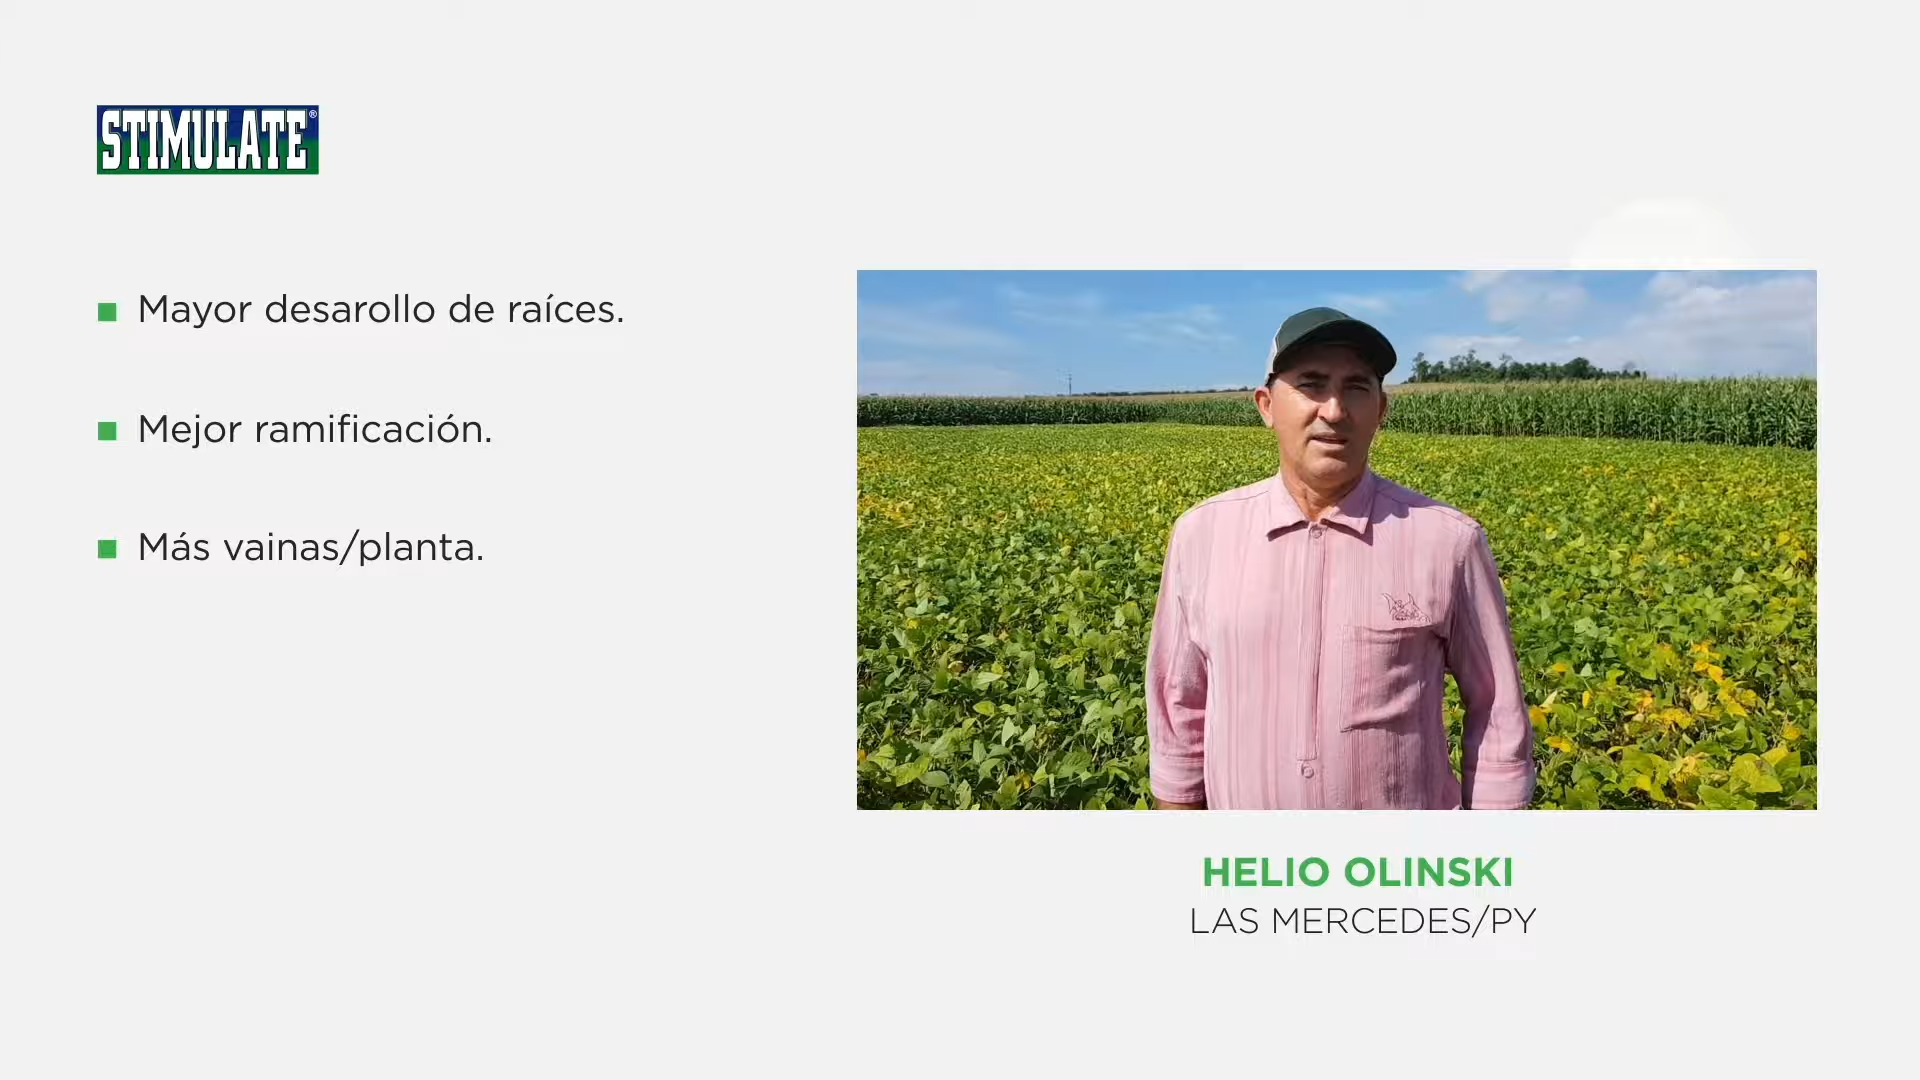 STIMULATE®
Mayor desarollo de raíces.
Mejor ramificación.
Más vainas/planta.
HELIO OLINSKI
LAS MERCEDES/PY